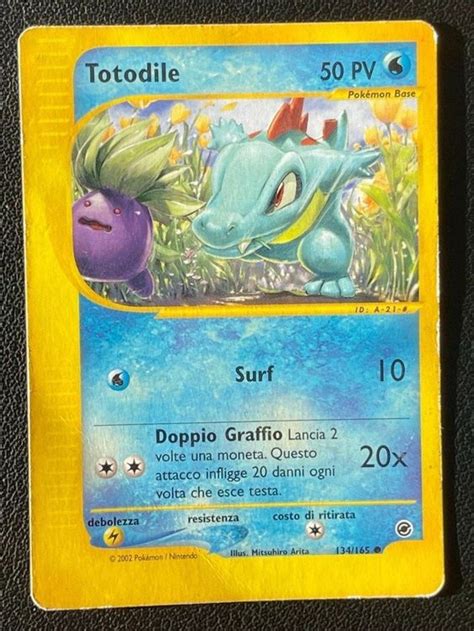 Totodile 50 PV
Pokémon Base
ID: A-21-#
Surf 10
Doppio Graffio Lancia 2
volte una moneta. Questo
attacco infligge 20 danni ogni
volta che esce testa.
20x
debolezza resistenza costo di ritirata
© 2002 Pokémon / Nintendo Illus. Mitsuhiro Arita 134/165